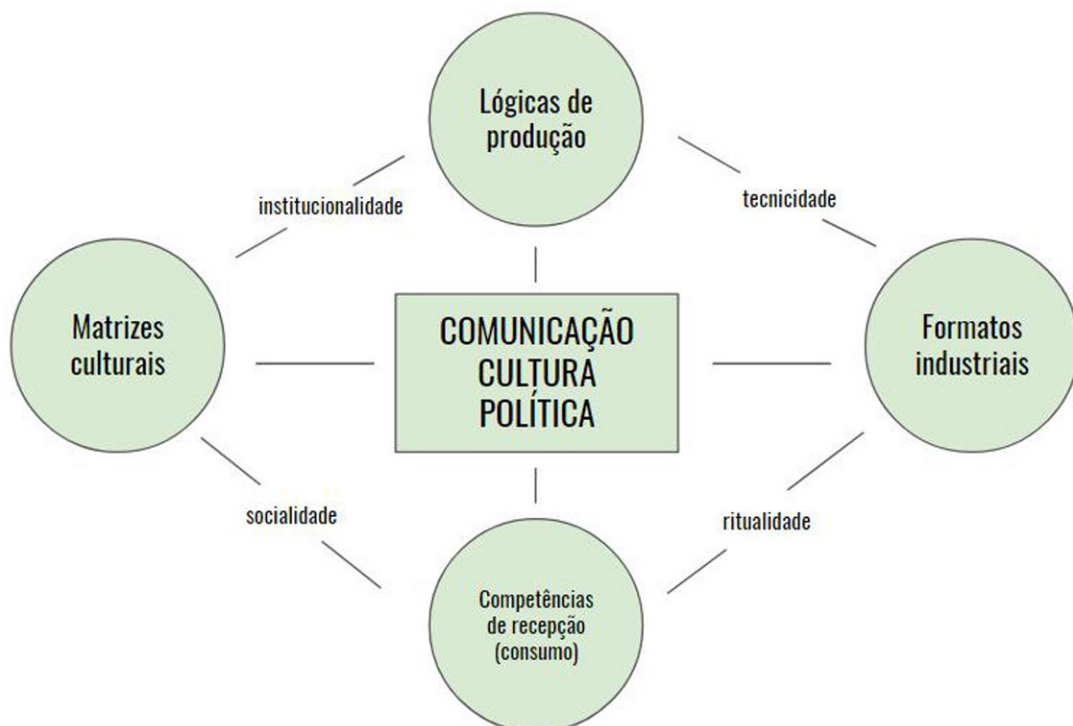 Lógicas de
produção
institucionalidade
tecnicidade
Matrizes
culturais
COMUNICAÇÃO
CULTURA
POLÍTICA
Formatos
industriais
socialidade
ritualidade
Competências
de recepção
(consumo)